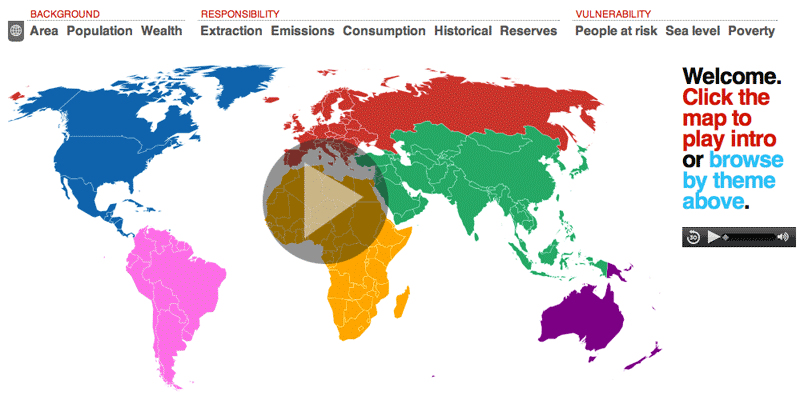 BACKGROUND RESPONSIBILITY VULNERABILITY
Area Population Wealth Extraction Emissions Consumption Historical Reserves People at risk Sea level Poverty
Welcome.
Click the
map to
play intro
or browse
by theme
above.
30